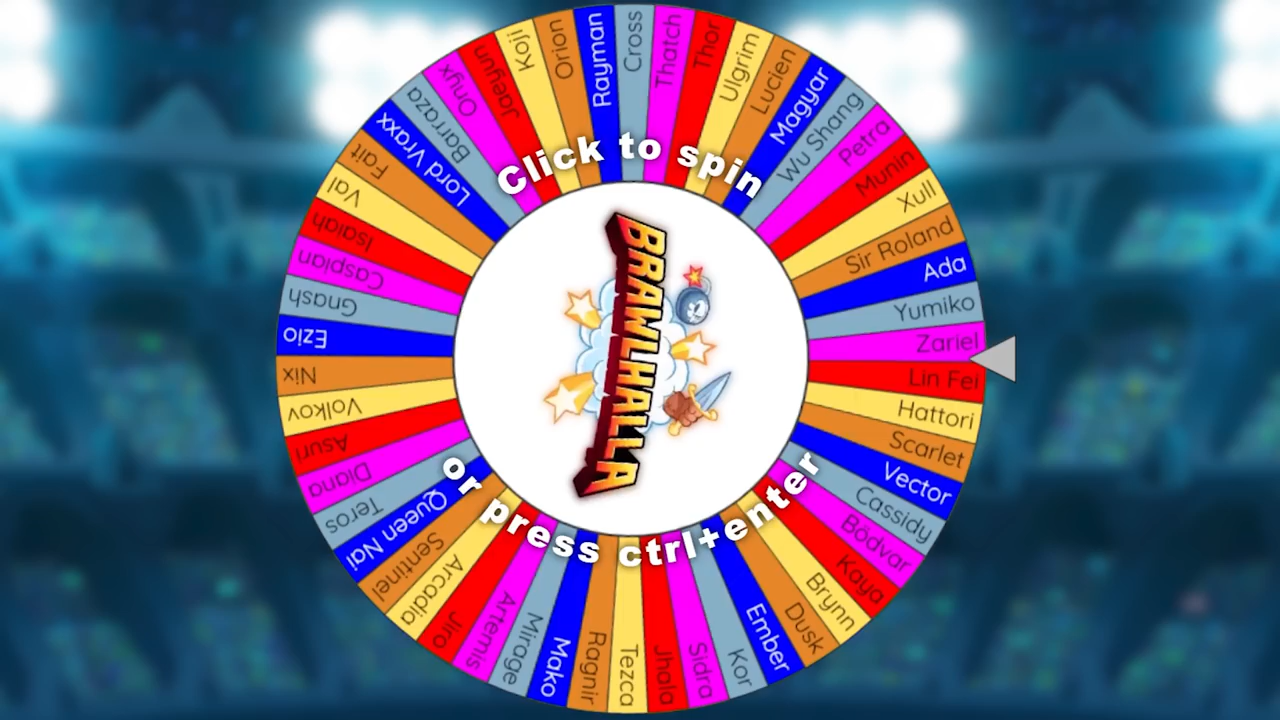 Click to spin
or press ctrl+enter
BRAWLHALLA
Cross
Thatch
Thor
Ulgrim
Lucien
Magyar
Wu Shang
Petra
Munin
Xull
Sir Roland
Ada
Yumiko
Zariel
Lin Fei
Hattori
Scarlet
Vector
Cassidy
Bödvar
Kaya
Brynn
Dusk
Ember
Kor
Sidra
Jhala
Tezca
Ragnir
Mako
Mirage
Artemis
Jiro
Arcadia
Sentinel
Queen Nai
Teros
Diana
Asuri
Volkov
Nix
Ezio
Gnash
Caspian
Isaiah
Val
Fait
Lord Vraxx
Barraza
Onyx
Jaeyun
Koji
Orion
Rayman